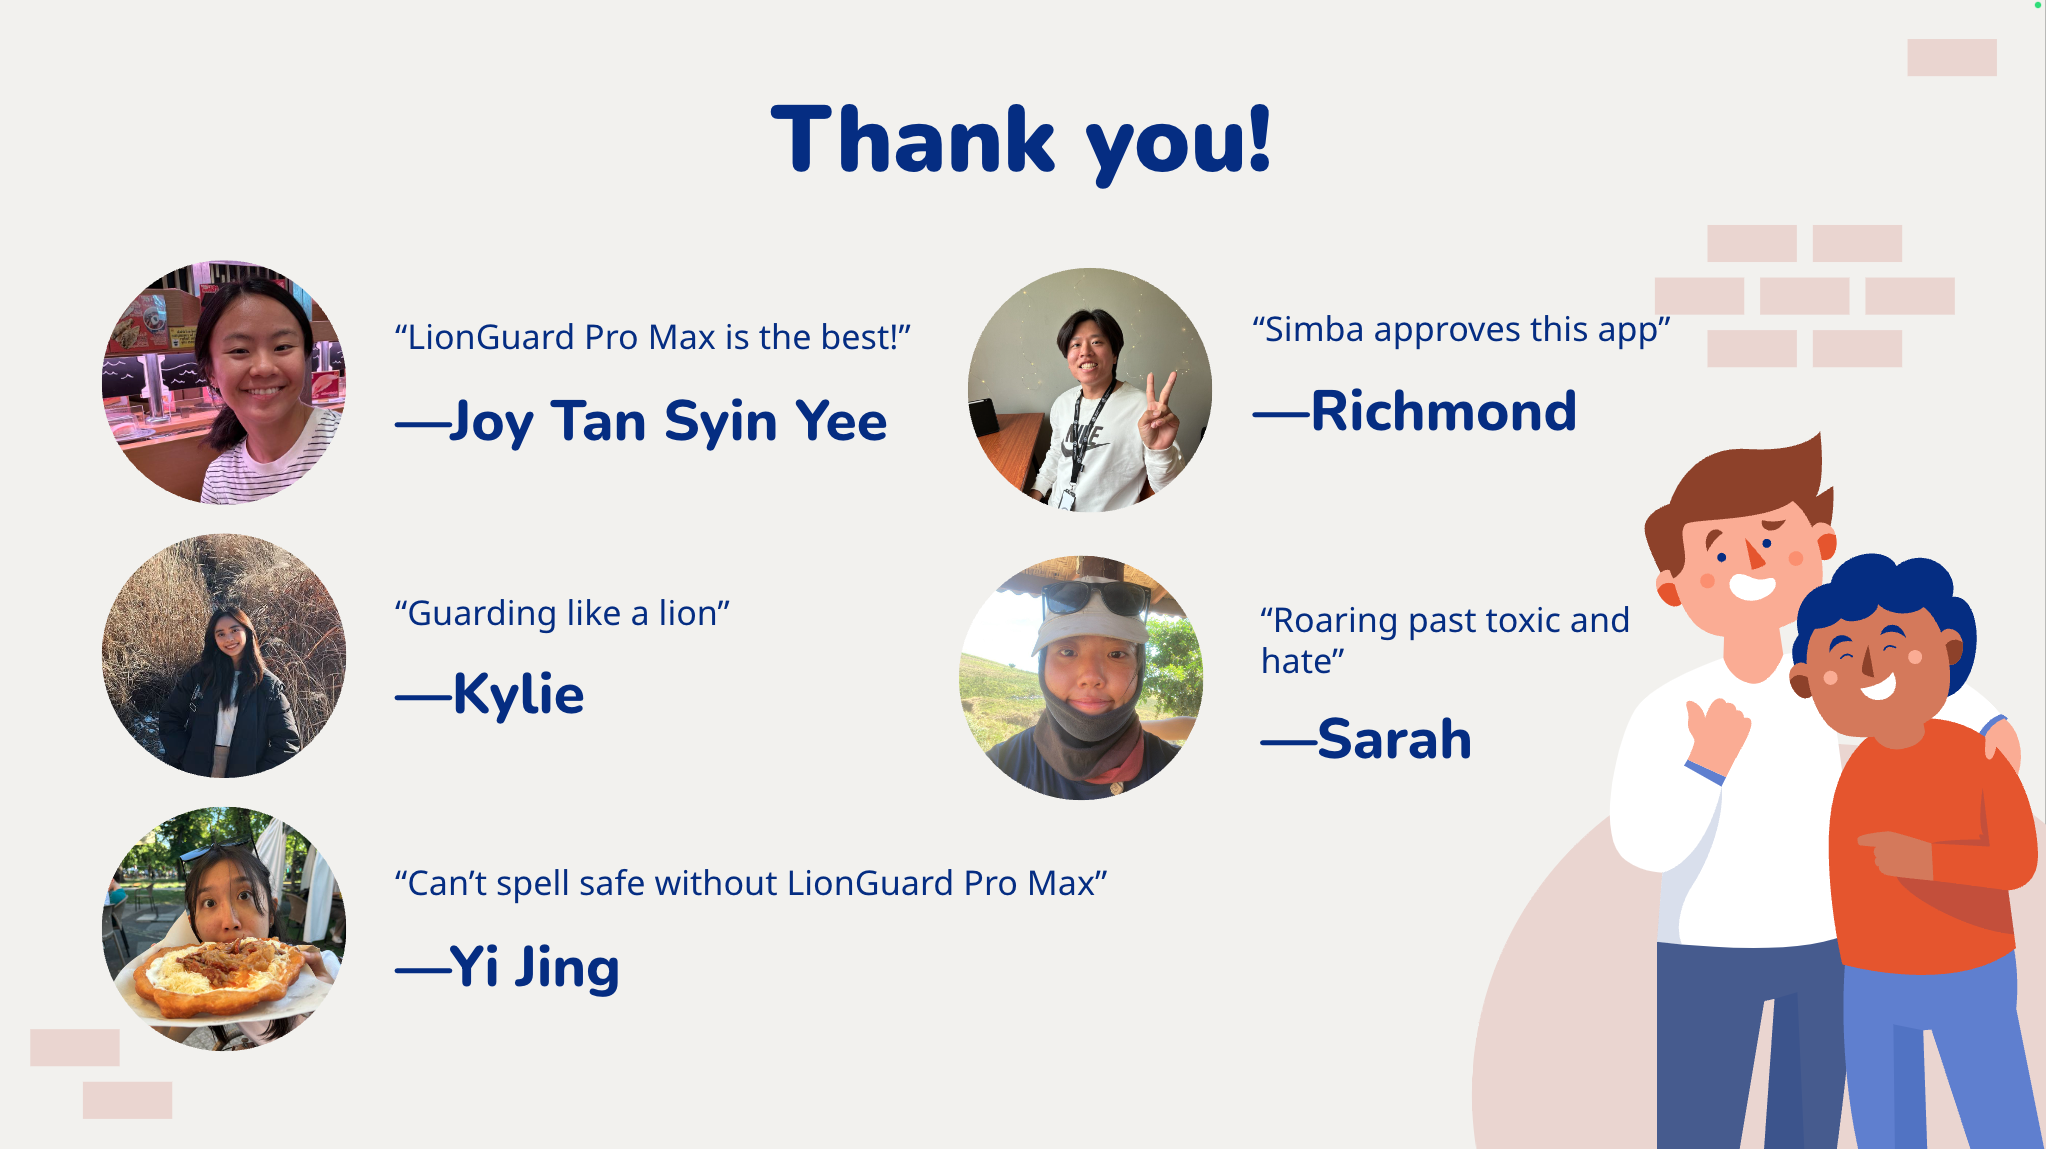 Thank you!
“LionGuard Pro Max is the best!”
—Joy Tan Syin Yee
“Simba approves this app”
—Richmond
NIKE
“Guarding like a lion”
—Kylie
“Roaring past toxic and
hate”
—Sarah
“Can’t spell safe without LionGuard Pro Max”
—Yi Jing